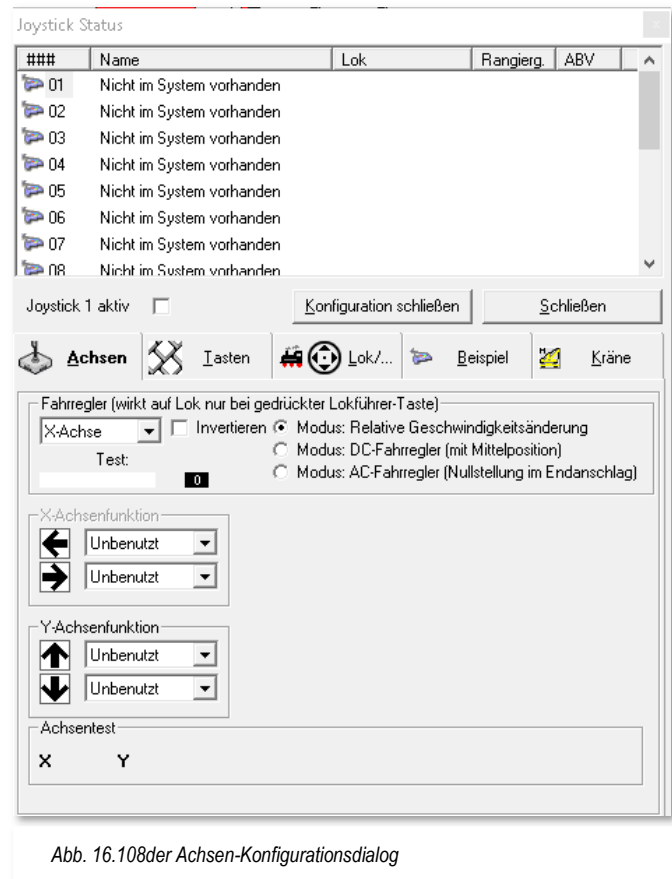 Joystick Status
### Name Lok Rangierg. ABV
01 Nicht im System vorhanden
02 Nicht im System vorhanden
03 Nicht im System vorhanden
04 Nicht im System vorhanden
05 Nicht im System vorhanden
06 Nicht im System vorhanden
07 Nicht im System vorhanden
08 Nicht im System vorhanden
Joystick 1 aktiv Konfiguration schließen Schließen
Achsen Tasten Lok/... Beispiel Kräne
Fahrregler (wirkt auf Lok nur bei gedrückter Lokführer-Taste)
X-Achse Invertieren Modus: Relative Geschwindigkeitsänderung
Modus: DC-Fahrregler (mit Mittelposition)
Test: 0 Modus: AC-Fahrregler (Nullstellung im Endanschlag)
X-Achsenfunktion
Unbenutzt
Unbenutzt
Y-Achsenfunktion
Unbenutzt
Unbenutzt
Achsentest
X Y
Abb. 16.108der Achsen-Konfigurationsdialog